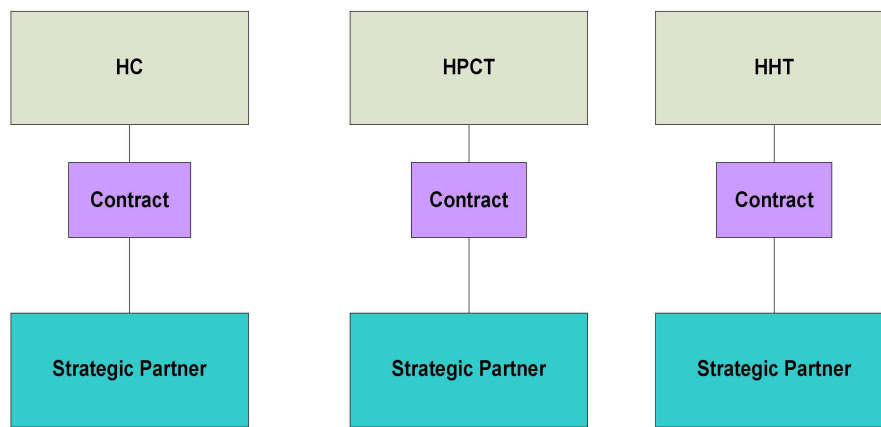 HC
HPCT
HHT
Contract
Contract
Contract
Strategic Partner
Strategic Partner
Strategic Partner